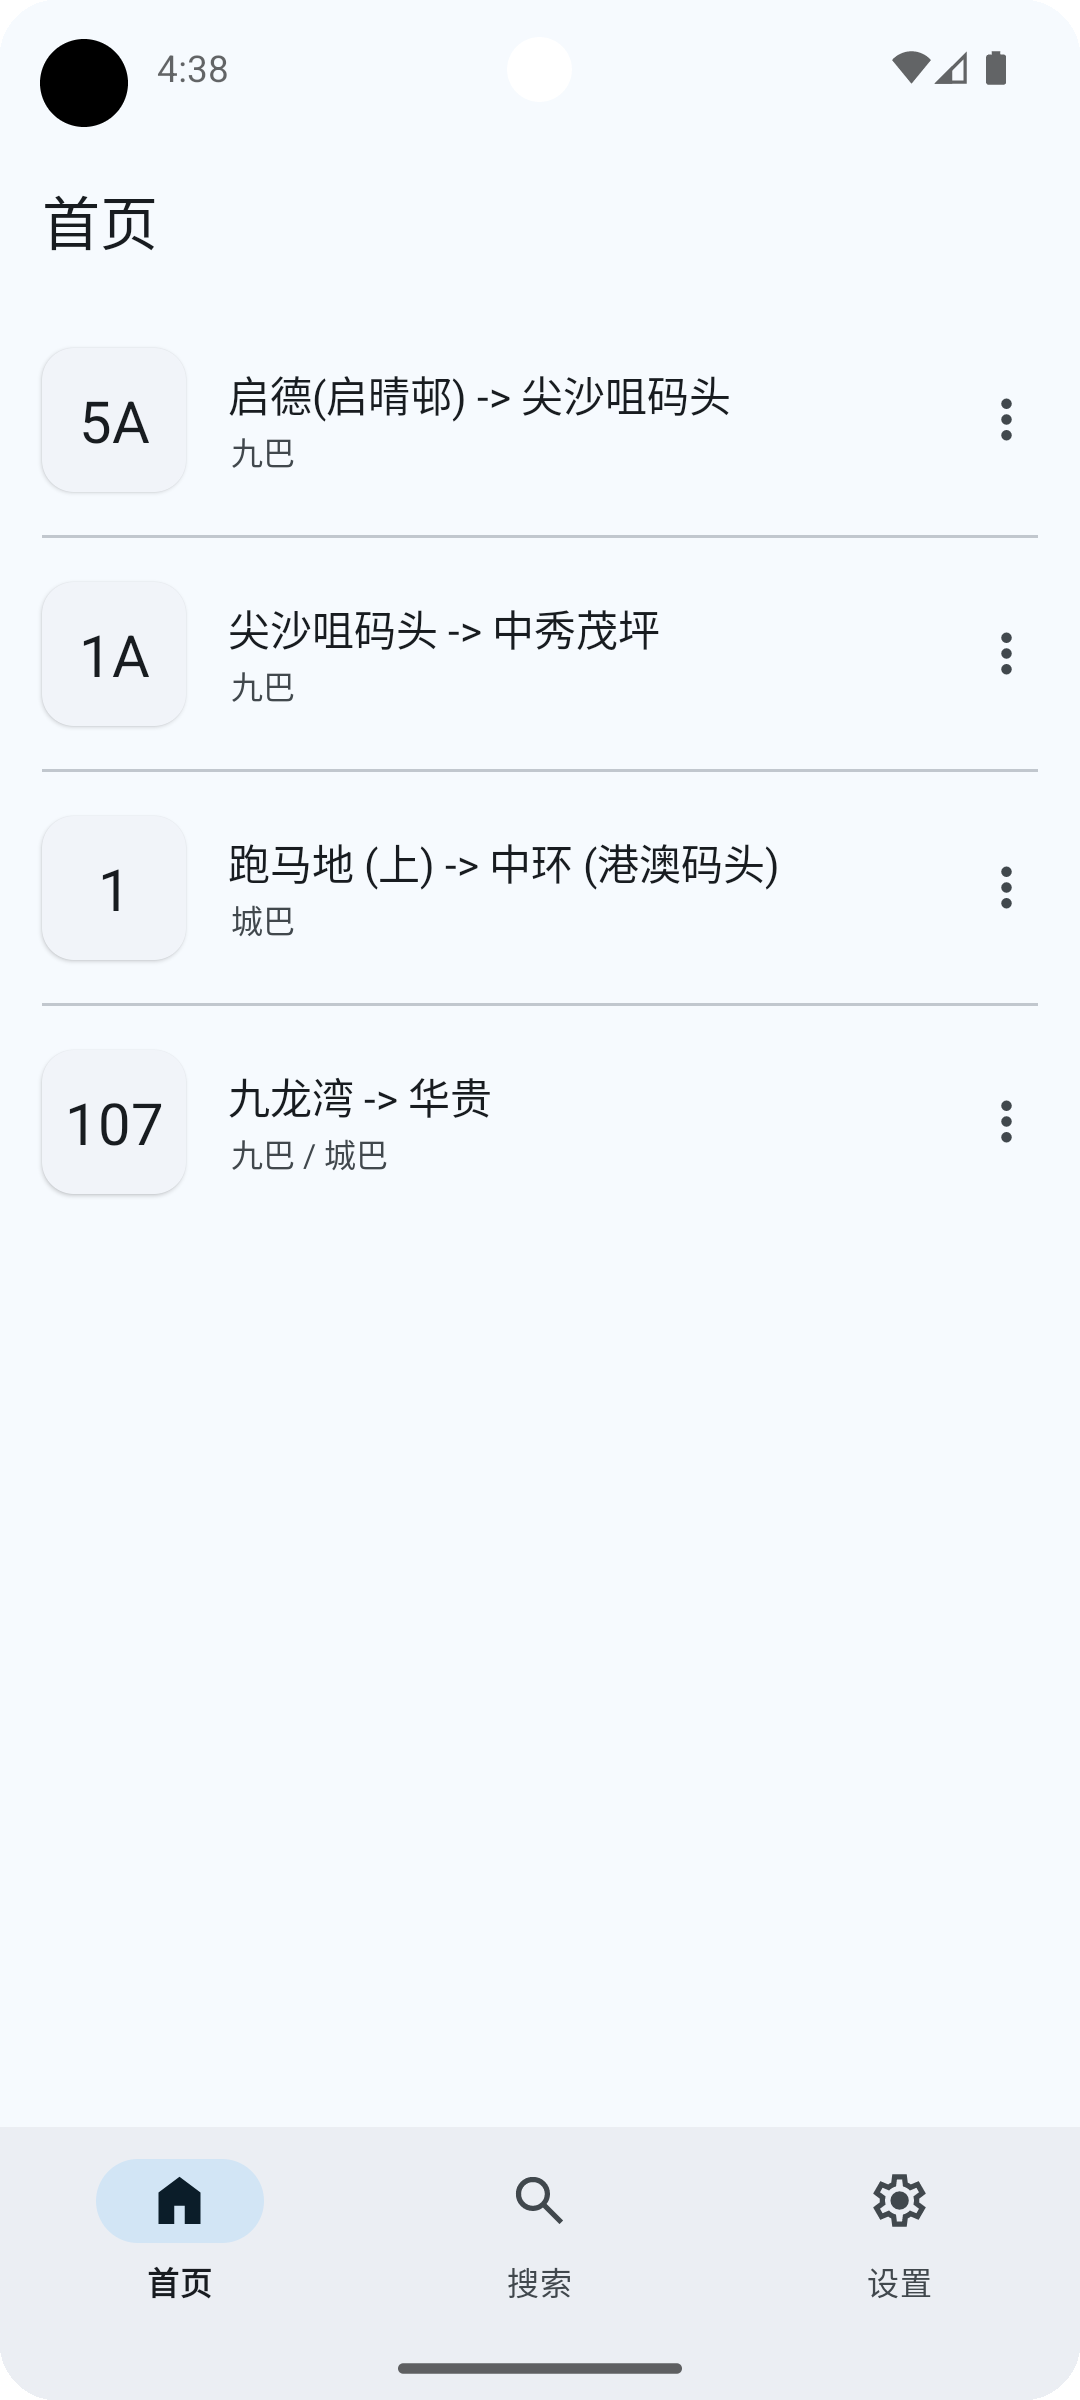 4:38
首页
5A
启德(启晴邨) -> 尖沙咀码头
九巴
1A
尖沙咀码头 -> 中秀茂坪
九巴
1
跑马地 (上) -> 中环 (港澳码头)
城巴
107
九龙湾 -> 华贵
九巴 / 城巴
首页
搜索
设置